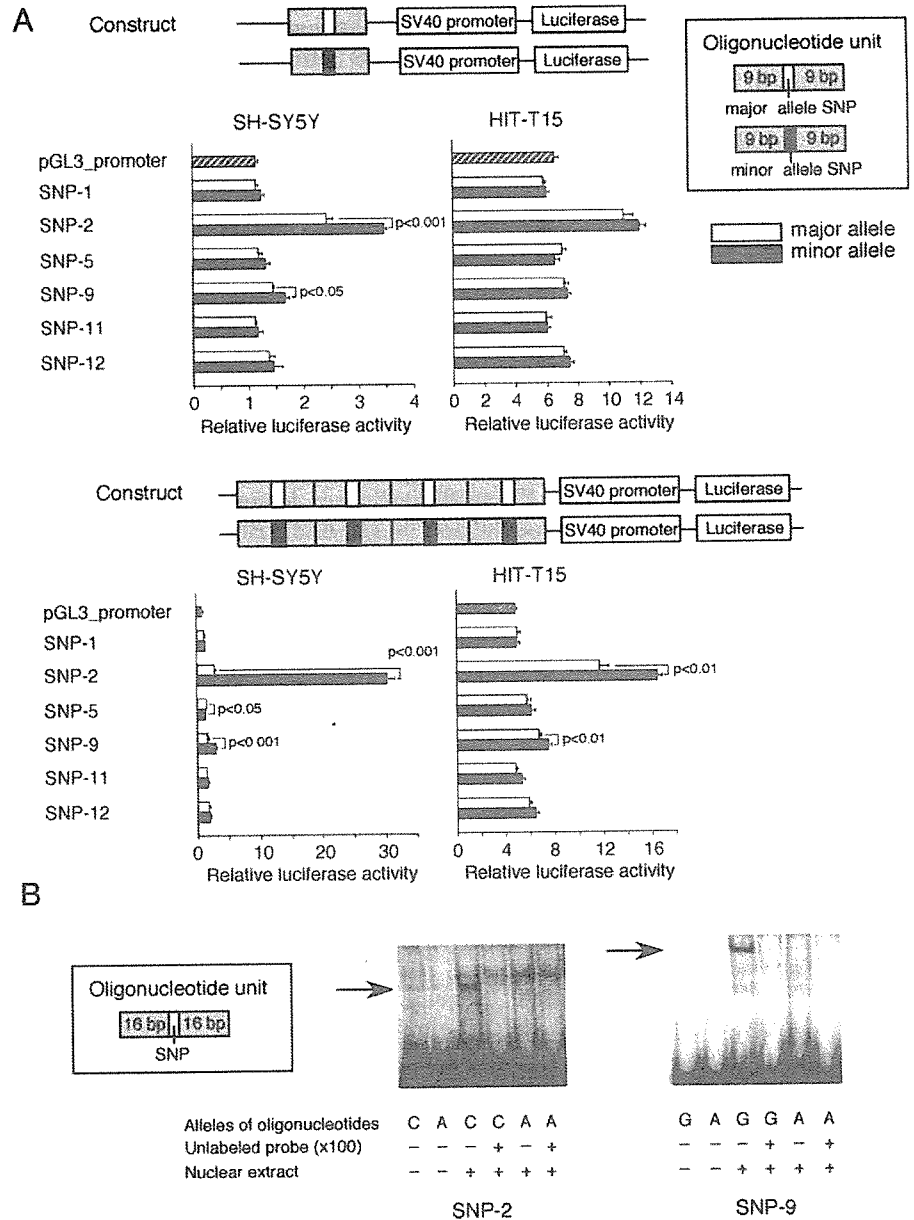 A
Construct
SV40 promoter Luciferase
SV40 promoter Luciferase
Oligonucleotide unit
9 bp 9 bp
major allele SNP
9 bp 9 bp
minor allele SNP
major allele
minor allele
SH-SY5Y HIT-T15
pGL3_promoter
SNP-1
SNP-2 p<0.001
SNP-5
SNP-9 p<0.05
SNP-11
SNP-12
0 1 2 3 4 0 2 4 6 8 10 12 14
Relative luciferase activity Relative luciferase activity
Construct
SV40 promoter Luciferase
SV40 promoter Luciferase
SH-SY5Y HIT-T15
pGL3_promoter
SNP-1
p<0.001
SNP-2 p<0.01
SNP-5 p<0.05
SNP-9 p<0.001 p<0.01
SNP-11
SNP-12
0 10 20 30 0 4 8 12 16
Relative luciferase activity Relative luciferase activity
B
Oligonucleotide unit
16 bp 16 bp
SNP
Alleles of oligonucleotides C A C C A A G A G G A A
Unlabeled probe (x100) − − − + − + − − − + − +
Nuclear extract − − + + + + − − + + + +
SNP-2 SNP-9